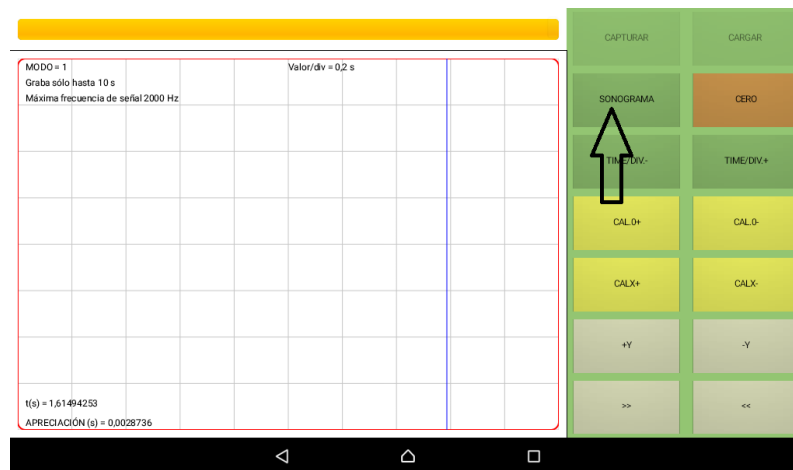 MODO = 1
Valor/div = 0,2 s
Graba sólo hasta 10 s
Máxima frecuencia de señal 2000 Hz
t(s) = 1,61494253
APRECIACIÓN (s) = 0,0028736
CAPTURAR
CARGAR
SONOGRAMA
CERO
TIME/DIV.-
TIME/DIV.+
CAL.0+
CAL.0-
CALX+
CALX-
+Y
-Y
>>
<<